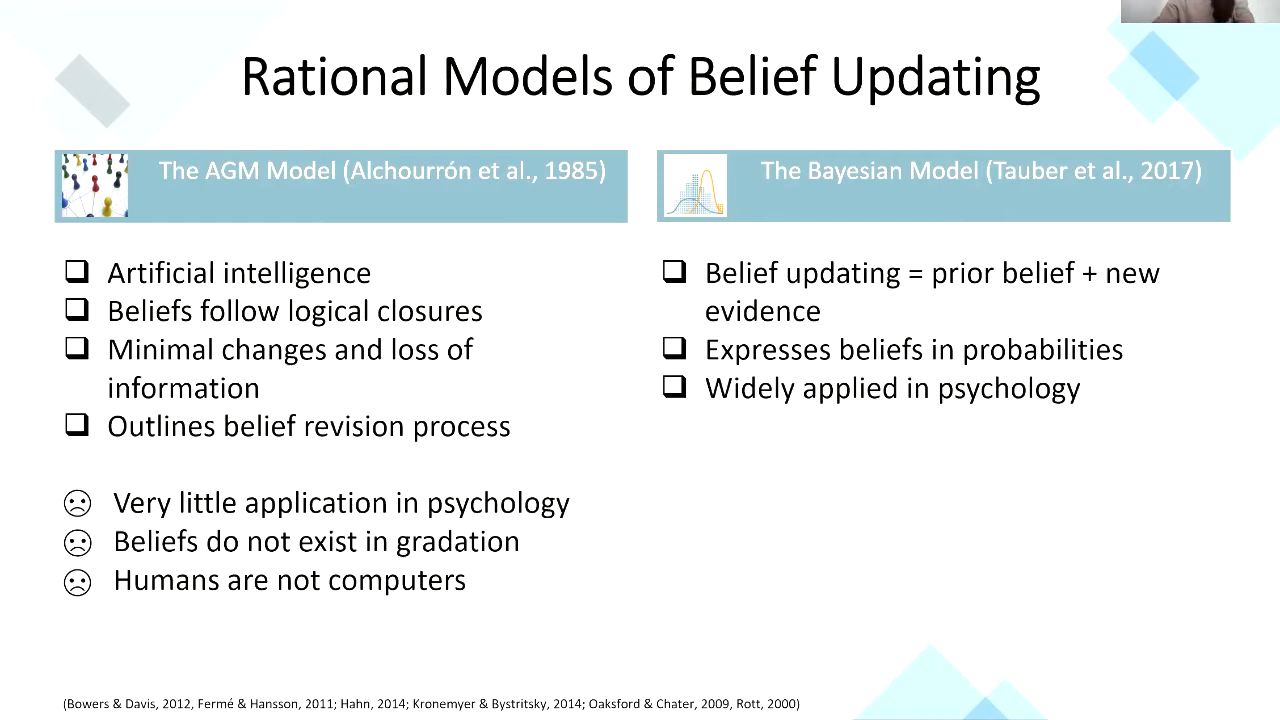 Rational Models of Belief Updating
The AGM Model (Alchourrón et al., 1985)
Artificial intelligence
Beliefs follow logical closures
Minimal changes and loss of
information
Outlines belief revision process
Very little application in psychology
Beliefs do not exist in gradation
Humans are not computers
The Bayesian Model (Tauber et al., 2017)
Belief updating = prior belief + new
evidence
Expresses beliefs in probabilities
Widely applied in psychology
(Bowers & Davis, 2012, Fermé & Hansson, 2011; Hahn, 2014; Kronemyer & Bystritsky, 2014; Oaksford & Chater, 2009, Rott, 2000)